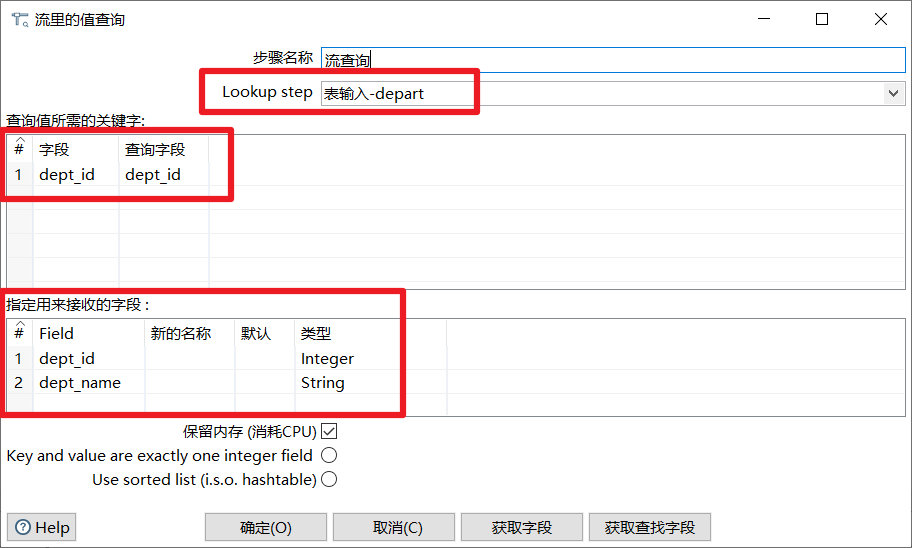 流里的值查询
步骤名称 流查询
Lookup step 表输入-depart
查询值所需的关键字:
# 字段 查询字段
1 dept_id dept_id
指定用来接收的字段 :
# Field 新的名称 默认 类型
1 dept_id Integer
2 dept_name String
保留内存 (消耗CPU)
Key and value are exactly one integer field
Use sorted list (i.s.o. hashtable)
Help 确定(O) 取消(C) 获取字段 获取查找字段